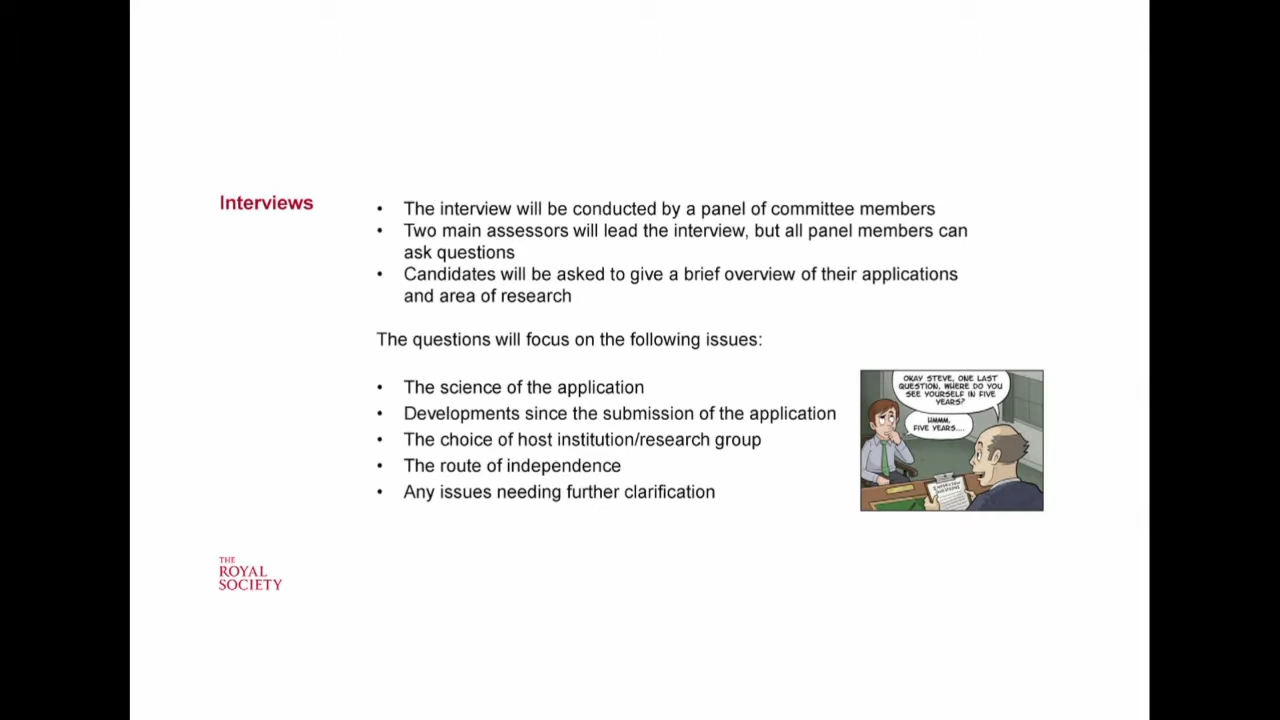 Interviews
• The interview will be conducted by a panel of committee members
• Two main assessors will lead the interview, but all panel members can
ask questions
• Candidates will be asked to give a brief overview of their applications
and area of research
The questions will focus on the following issues:
• The science of the application
• Developments since the submission of the application
• The choice of host institution/research group
• The route of independence
• Any issues needing further clarification
OKAY STEVE, ONE LAST
QUESTION, WHERE DO YOU
SEE YOURSELF IN FIVE
YEARS?
HMMM,
FIVE YEARS....
INTERVIEW
QUESTIONS
THE
ROYAL
SOCIETY